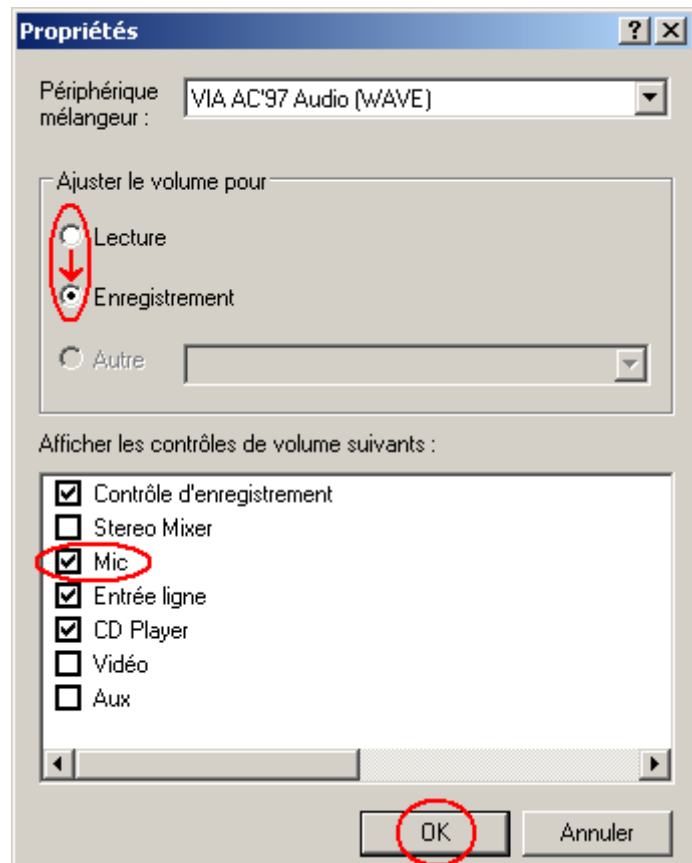 Propriétés
Périphérique
mélangeur :
VIA AC'97 Audio (WAVE)
Ajuster le volume pour
Lecture
Enregistrement
Autre
Afficher les contrôles de volume suivants :
Contrôle d'enregistrement
Stereo Mixer
Mic
Entrée ligne
CD Player
Vidéo
Aux
OK
Annuler